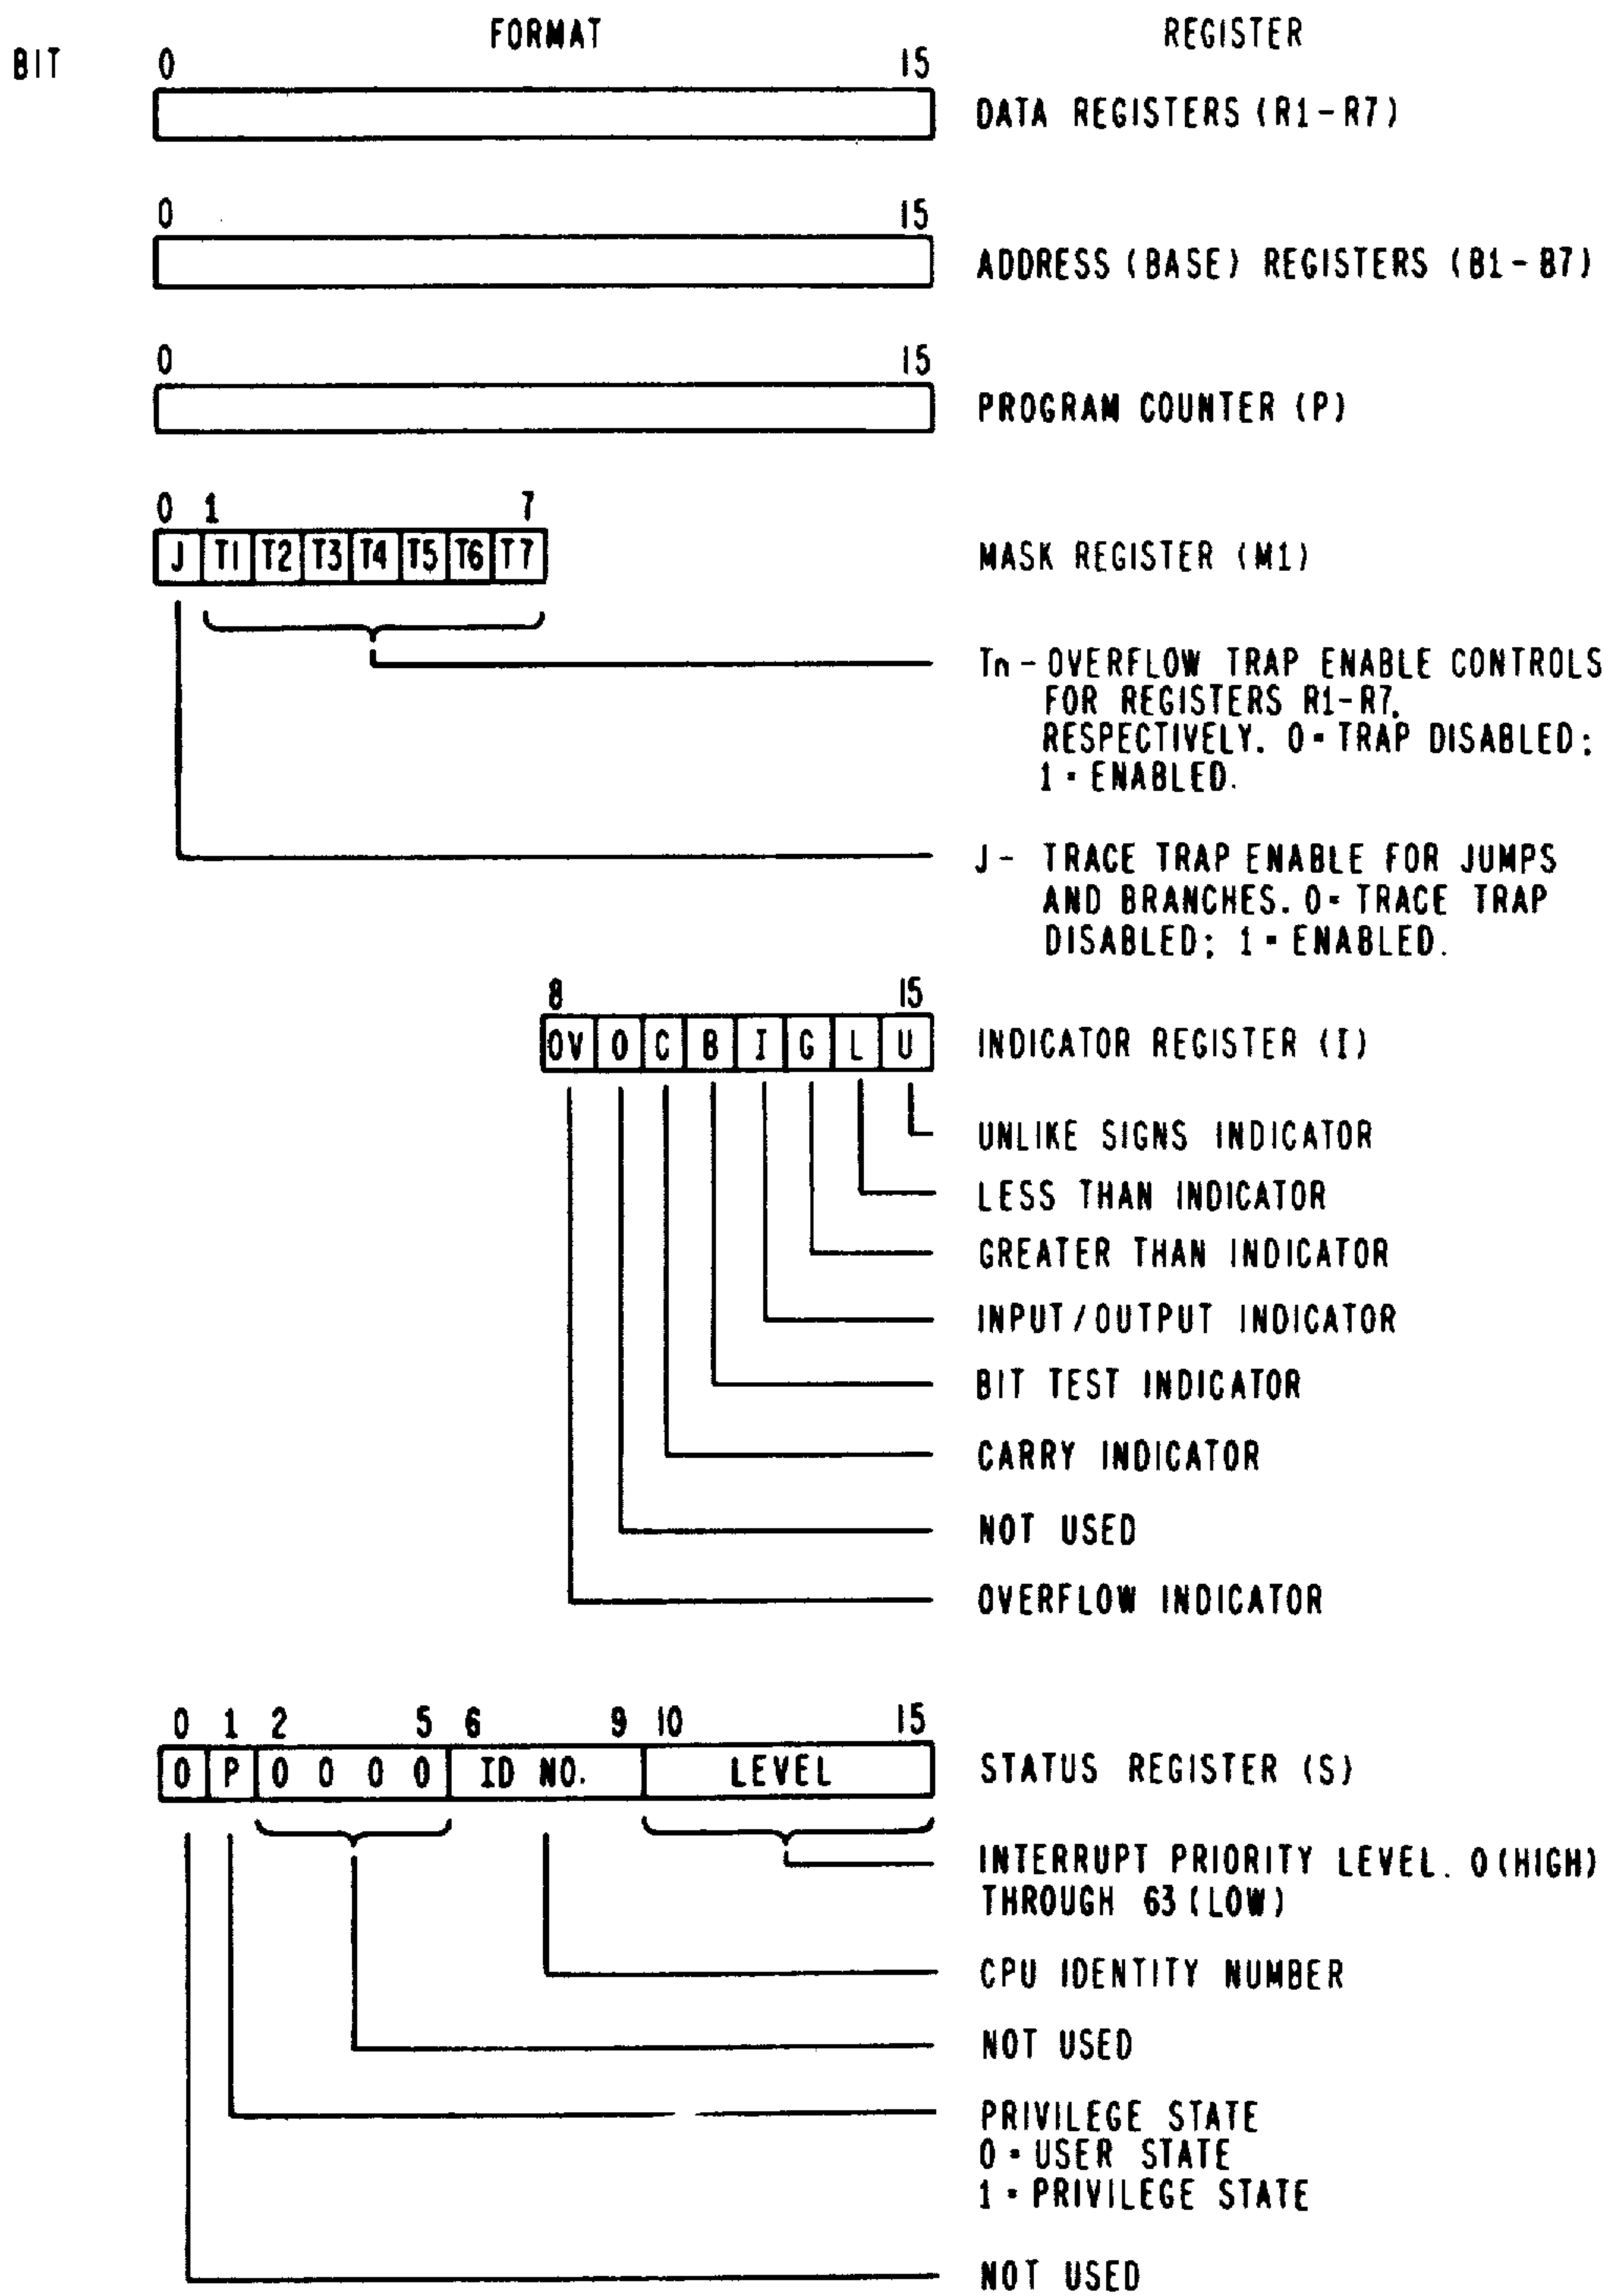 FORMAT REGISTER
BIT 0 15
DATA REGISTERS (R1-R7)
0 15
ADDRESS (BASE) REGISTERS (B1-B7)
0 15
PROGRAM COUNTER (P)
0 1 7
J T1 T2 T3 T4 T5 T6 T7 MASK REGISTER (M1)
Tn - OVERFLOW TRAP ENABLE CONTROLS
FOR REGISTERS R1-R7,
RESPECTIVELY. 0 = TRAP DISABLED;
1 = ENABLED.
J - TRACE TRAP ENABLE FOR JUMPS
AND BRANCHES. 0 = TRACE TRAP
DISABLED; 1 = ENABLED.
8 15
OV 0 C B I G L U INDICATOR REGISTER (I)
UNLIKE SIGNS INDICATOR
LESS THAN INDICATOR
GREATER THAN INDICATOR
INPUT/OUTPUT INDICATOR
BIT TEST INDICATOR
CARRY INDICATOR
NOT USED
OVERFLOW INDICATOR
0 1 2 5 6 9 10 15
0 P 0 0 0 0 ID NO. LEVEL STATUS REGISTER (S)
INTERRUPT PRIORITY LEVEL. 0 (HIGH)
THROUGH 63 (LOW)
CPU IDENTITY NUMBER
NOT USED
PRIVILEGE STATE
0 = USER STATE
1 = PRIVILEGE STATE
NOT USED